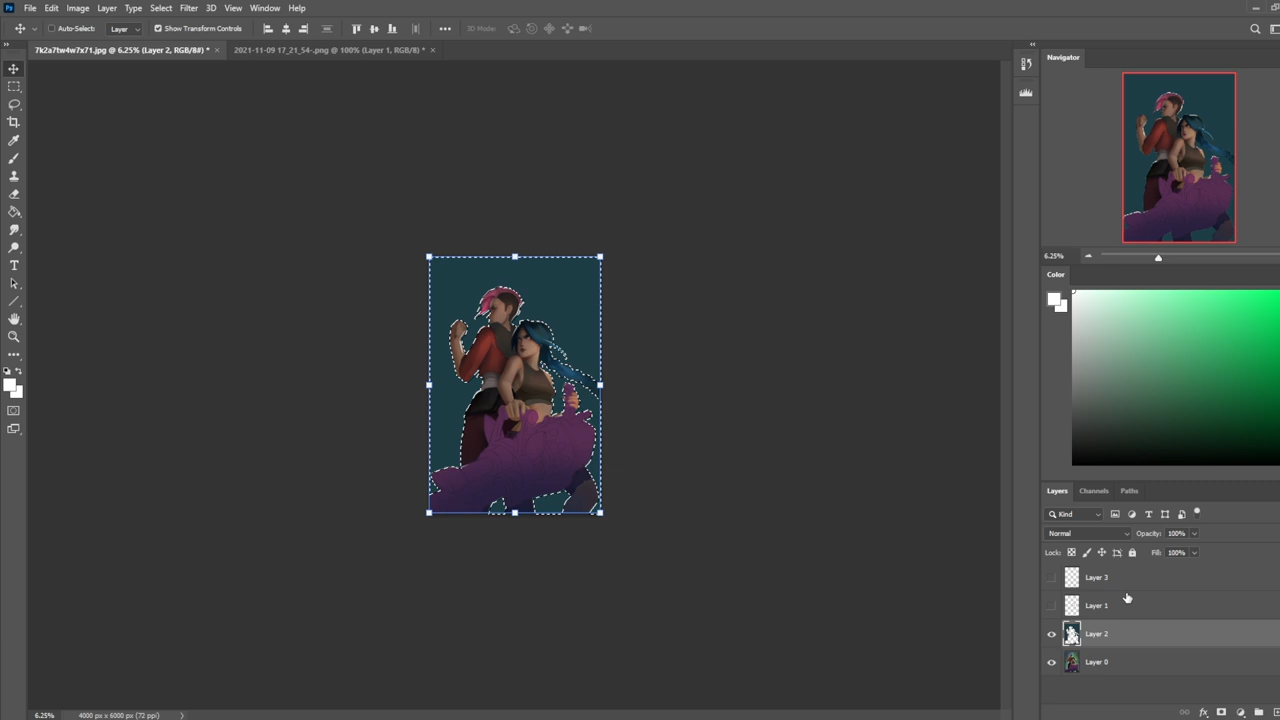 Ps File Edit Image Layer Type Select Filter 3D View Window Help
Auto-Select: Layer Show Transform Controls 3D Mode:
7k2a7tw4w7x71.jpg @ 6.25% (Layer 2, RGB/8#) * × 2021-11-09 17_21_54-.png @ 100% (Layer 1, RGB/8) * ×
Navigator
6.25%
Color
Layers Channels Paths
Kind
Normal Opacity: 100%
Lock: Fill: 100%
Layer 3
Layer 1
Layer 2
Layer 0
6.25% 4000 px x 6000 px (72 ppi)